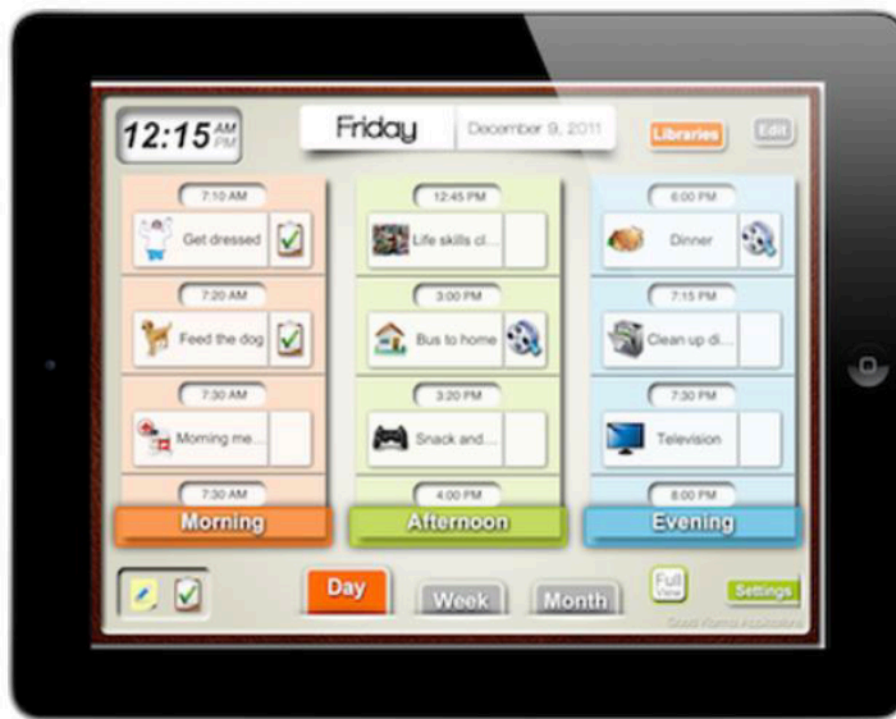 12:15 AM PM
Friday
December 9, 2011
Libraries
Edit
7:10 AM
Get dressed
7:20 AM
Feed the dog
7:30 AM
Morning me...
7:30 AM
Morning
12:45 PM
Life skills cl...
3:00 PM
Bus to home
3:20 PM
Snack and...
4:00 PM
Afternoon
6:00 PM
Dinner
7:15 PM
Clean up di...
7:30 PM
Television
8:00 PM
Evening
Day
Week
Month
Full
View
Settings
Good Karma Applications